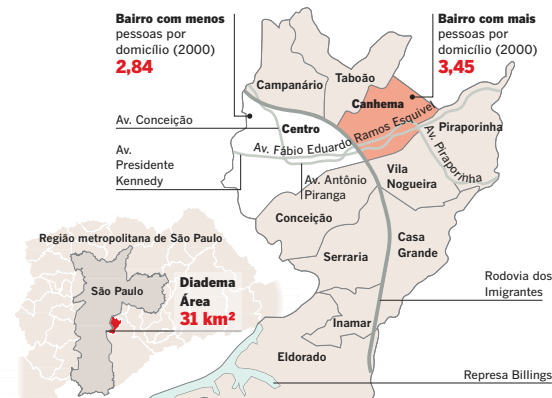 Bairro com menos
pessoas por
domicílio (2000)
2,84
Bairro com mais
pessoas por
domicílio (2000)
3,45
Campanário
Taboão
Canhema
Centro
Piraporinha
Av. Conceição
Av. Fábio Eduardo Ramos Esquivel
Av. Piraporinha
Av.
Presidente
Kennedy
Av. Antônio
Piranga
Vila
Nogueira
Conceição
Casa
Grande
Serraria
Região metropolitana de São Paulo
São Paulo
Diadema
Área
31 km²
Rodovia dos
Imigrantes
Inamar
Eldorado
Represa Billings